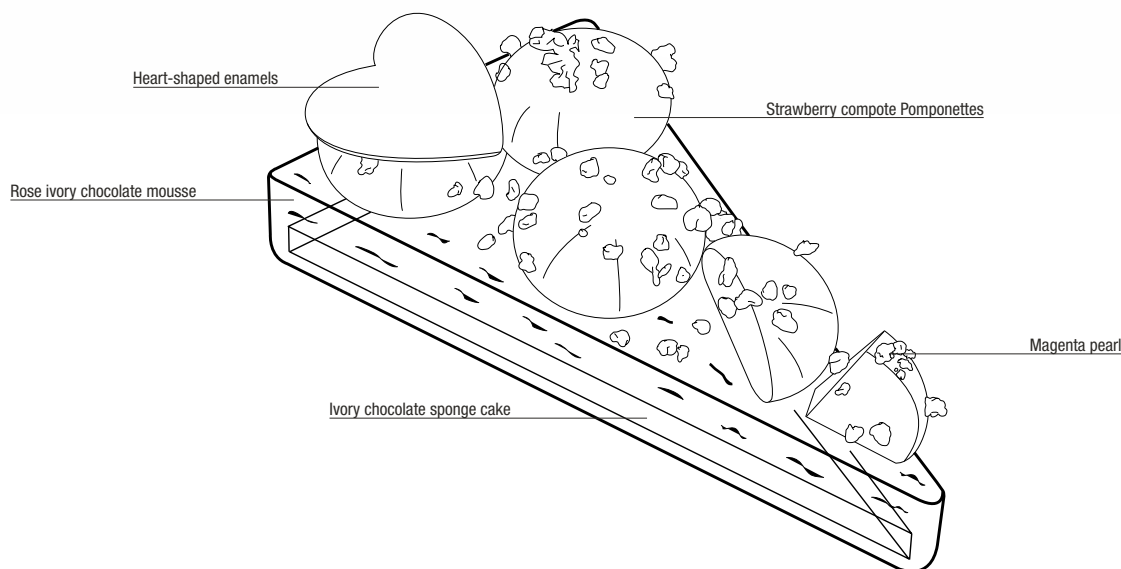 Heart-shaped enamels
Strawberry compote Pomponettes
Rose ivory chocolate mousse
Magenta pearl
Ivory chocolate sponge cake